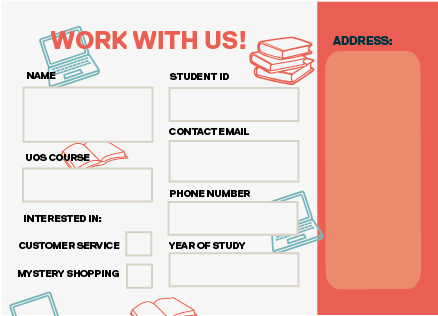 WORK WITH US!
NAME
UOS COURSE
INTERESTED IN:
CUSTOMER SERVICE
MYSTERY SHOPPING
STUDENT ID
CONTACT EMAIL
PHONE NUMBER
YEAR OF STUDY
ADDRESS: